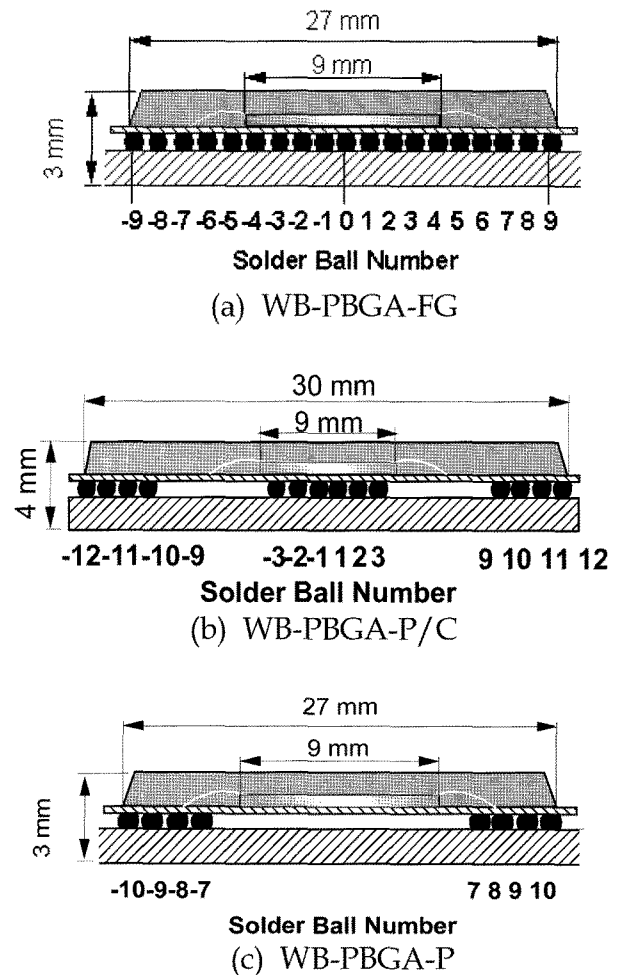 27 mm
9 mm
3 mm
-9 -8 -7 -6 -5 -4 -3 -2 -1 0 1 2 3 4 5 6 7 8 9
Solder Ball Number
(a) WB-PBGA-FG
30 mm
9 mm
4 mm
-12-11-10-9 -3-2-1 1 2 3 9 10 11 12
Solder Ball Number
(b) WB-PBGA-P/C
27 mm
9 mm
3 mm
-10-9-8-7 7 8 9 10
Solder Ball Number
(c) WB-PBGA-P